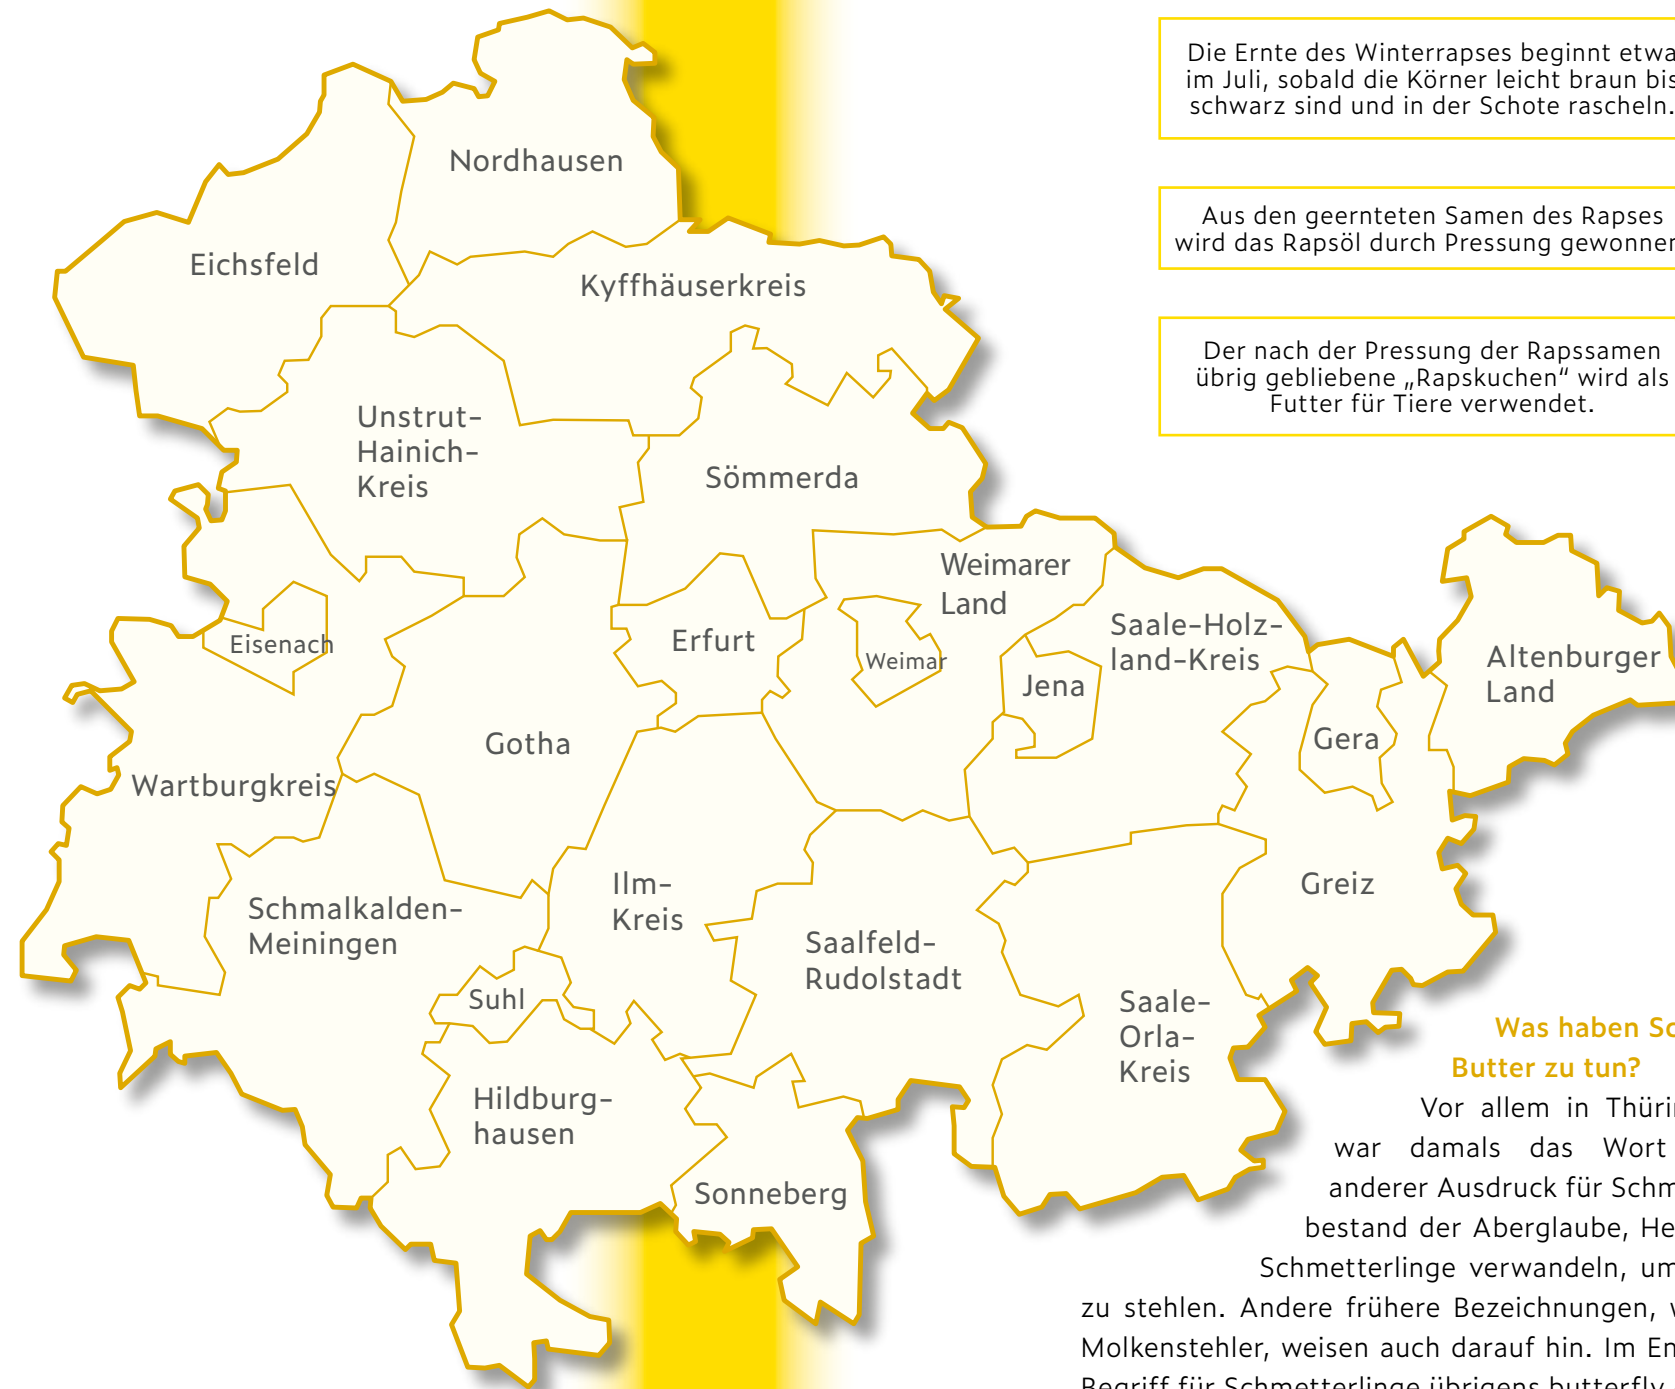 Die Ernte des Winterrapses beginnt etwa
im Juli, sobald die Körner leicht braun bis
schwarz sind und in der Schote rascheln.
Aus den geernteten Samen des Rapses
wird das Rapsöl durch Pressung gewonnen
Der nach der Pressung der Rapssamen
übrig gebliebene „Rapskuchen“ wird als
Futter für Tiere verwendet.
Nordhausen
Eichsfeld
Kyffhäuserkreis
Unstrut-
Hainich-
Kreis
Sömmerda
Weimarer
Land
Eisenach
Erfurt
Weimar
Jena
Saale-Holz-
land-Kreis
Altenburger
Land
Gotha
Gera
Wartburgkreis
Schmalkalden-
Meiningen
Ilm-
Kreis
Saalfeld-
Rudolstadt
Greiz
Suhl
Saale-
Orla-
Kreis
Hildburg-
hausen
Sonneberg
Was haben Sc
Butter zu tun?
Vor allem in Thürin
war damals das Wort
anderer Ausdruck für Schm
bestand der Aberglaube, He
Schmetterlinge verwandeln, um
zu stehlen. Andere frühere Bezeichnungen, w
Molkenstehler, weisen auch darauf hin. Im En
Begriff für Schmetterlinge übrigens butterfly